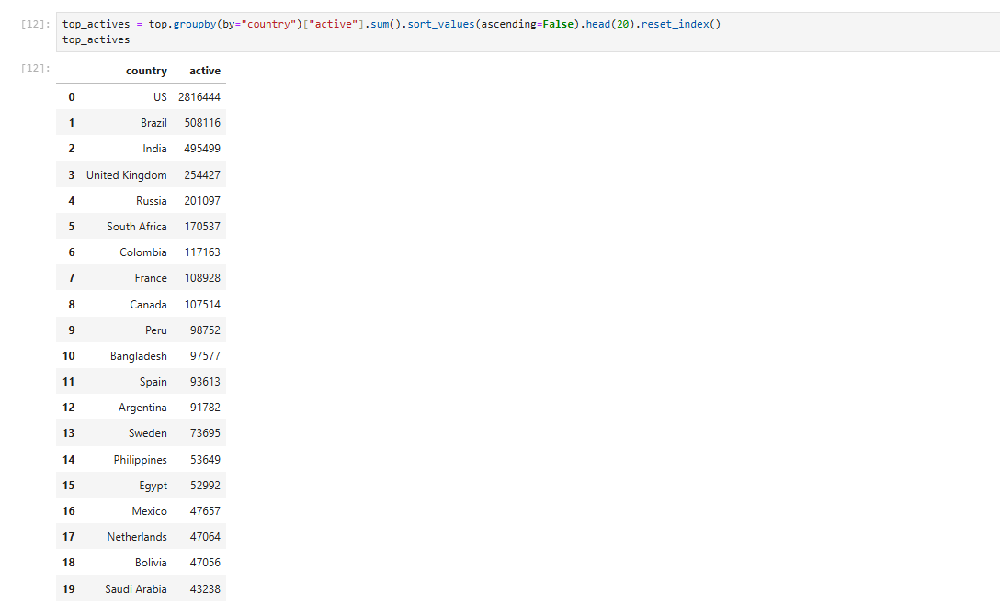 [12]: top_actives = top.groupby(by="country")["active"].sum().sort_values(ascending=False).head(20).reset_index()
top_actives
[12]:
country active
0 US 2816444
1 Brazil 508116
2 India 495499
3 United Kingdom 254427
4 Russia 201097
5 South Africa 170537
6 Colombia 117163
7 France 108928
8 Canada 107514
9 Peru 98752
10 Bangladesh 97577
11 Spain 93613
12 Argentina 91782
13 Sweden 73695
14 Philippines 53649
15 Egypt 52992
16 Mexico 47657
17 Netherlands 47064
18 Bolivia 47056
19 Saudi Arabia 43238